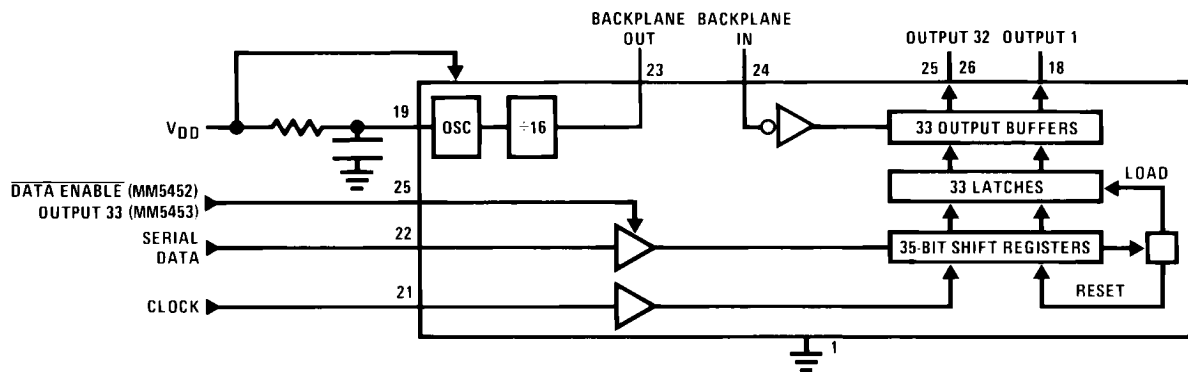 BACKPLANE OUT
BACKPLANE IN
OUTPUT 32
OUTPUT 1
23
24
25
26
18
VDD
19
OSC
÷16
33 OUTPUT BUFFERS
DATA ENABLE (MM5452)
OUTPUT 33 (MM5453)
25
33 LATCHES
LOAD
SERIAL
DATA
22
35-BIT SHIFT REGISTERS
CLOCK
21
RESET
1